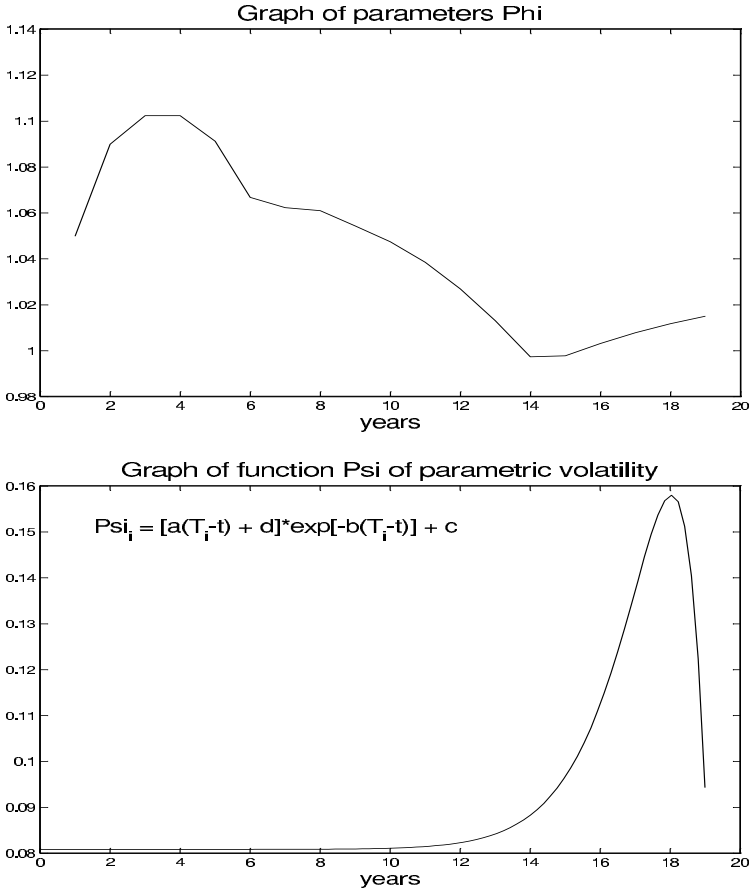 Graph of parameters Phi
1.14
1.12
1.1
1.08
1.06
1.04
1.02
1
0.98
0 2 4 6 8 10 12 14 16 18 20
years
Graph of function Psi of parametric volatility
0.16
Psi_i = [a(T_i-t) + d]*exp[-b(T_i-t)] + c
0.15
0.14
0.13
0.12
0.11
0.1
0.09
0.08
0 2 4 6 8 10 12 14 16 18 20
years